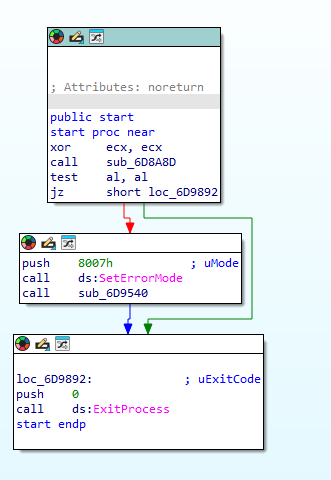 ; Attributes: noreturn
public start
start proc near
xor ecx, ecx
call sub_6D8A8D
test al, al
jz short loc_6D9892
push 8007h ; uMode
call ds:SetErrorMode
call sub_6D9540
loc_6D9892: ; uExitCode
push 0
call ds:ExitProcess
start endp